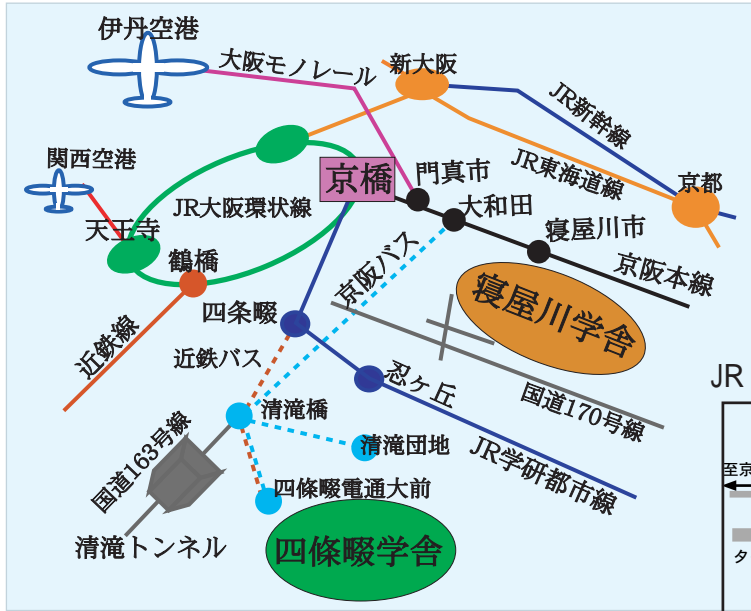 伊丹空港
大阪モノレール
新大阪
JR新幹線
関西空港
京橋
門真市
JR東海道線
京都
JR大阪環状線
大和田
天王寺
寝屋川市
鶴橋
京阪バス
京阪本線
四条畷
寝屋川学舎
近鉄線
近鉄バス
忍ヶ丘
国道170号線
JR
清滝橋
国道163号線
清滝団地
JR学研都市線
至京
四條畷電通大前
清滝トンネル
四條畷学舎
タ